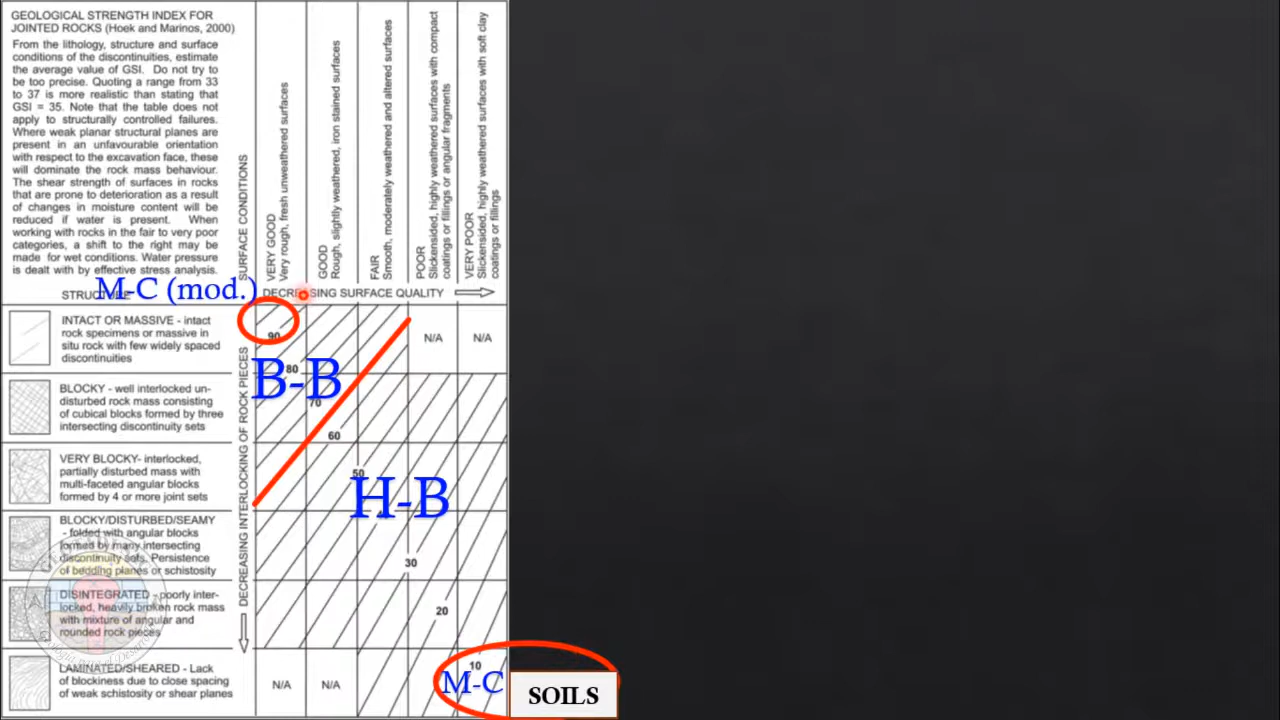 GEOLOGICAL STRENGTH INDEX FOR
JOINTED ROCKS (Hoek and Marinos, 2000)
From the lithology, structure and surface
conditions of the discontinuities, estimate
the average value of GSI. Do not try to
be too precise. Quoting a range from 33
to 37 is more realistic than stating that
GSI = 35. Note that the table does not
apply to structurally controlled failures.
Where weak planar structural planes are
present in an unfavourable orientation
with respect to the excavation face, these
will dominate the rock mass behaviour.
The shear strength of surfaces in rocks
that are prone to deterioration as a result
of changes in moisture content will be
reduced if water is present. When
working with rocks in the fair to very poor
categories, a shift to the right may be
made for wet conditions. Water pressure
is dealt with by effective stress analysis.
SURFACE CONDITIONS
VERY GOOD
Very rough, fresh unweathered surfaces
GOOD
Rough, slightly weathered, iron stained surfaces
FAIR
Smooth, moderately weathered and altered surfaces
POOR
Slickensided, highly weathered surfaces with compact
coatings or fillings or angular fragments
VERY POOR
Slickensided, highly weathered surfaces with soft clay
coatings or fillings
STRUCTURE
M-C (mod.)
DECREASING SURFACE QUALITY
DECREASING INTERLOCKING OF ROCK PIECES
INTACT OR MASSIVE - intact
rock specimens or massive in
situ rock with few widely spaced
discontinuities
90
N/A
N/A
80
B-B
BLOCKY - well interlocked un-
disturbed rock mass consisting
of cubical blocks formed by three
intersecting discontinuity sets
70
60
VERY BLOCKY- interlocked,
partially disturbed mass with
multi-faceted angular blocks
formed by 4 or more joint sets
50
H-B
BLOCKY/DISTURBED/SEAMY
- folded with angular blocks
formed by many intersecting
discontinuity sets. Persistence
of bedding planes or schistosity
30
DISINTEGRATED - poorly inter-
locked, heavily broken rock mass
with mixture of angular and
rounded rock pieces
20
LAMINATED/SHEARED - Lack
of blockiness due to close spacing
of weak schistosity or shear planes
N/A
N/A
10
M-C
SOILS